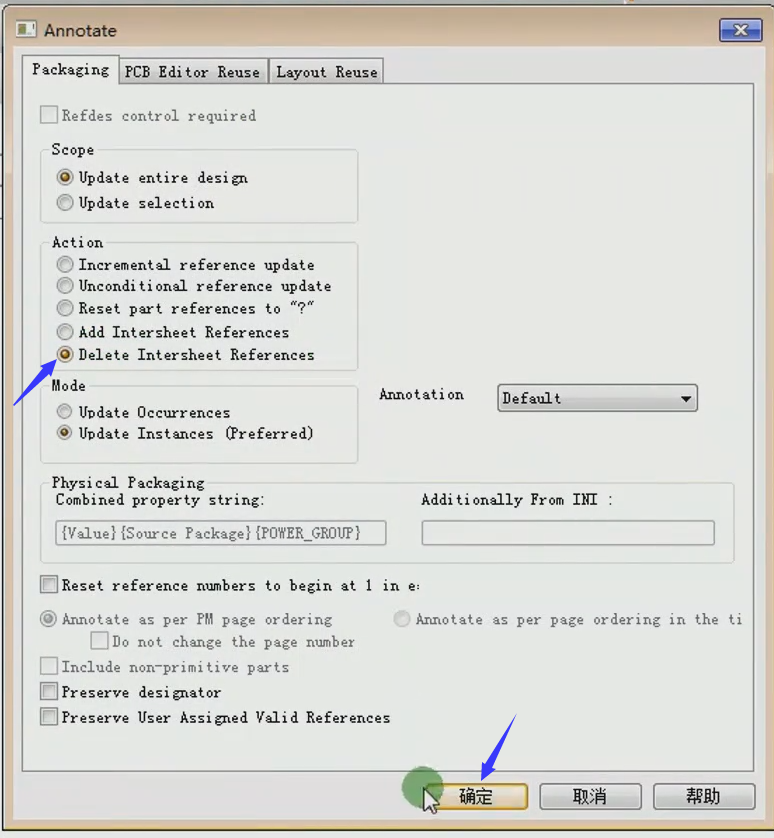 Annotate
Packaging PCB Editor Reuse Layout Reuse
Refdes control required
Scope
Update entire design
Update selection
Action
Incremental reference update
Unconditional reference update
Reset part references to "?"
Add Intersheet References
Delete Intersheet References
Mode
Update Occurrences
Update Instances (Preferred)
Annotation Default
Physical Packaging
Combined property string: Additionally From INI :
{Value}{Source Package}{POWER_GROUP}
Reset reference numbers to begin at 1 in e:
Annotate as per PM page ordering Annotate as per page ordering in the ti
Do not change the page number
Include non-primitive parts
Preserve designator
Preserve User Assigned Valid References
确定 取消 帮助